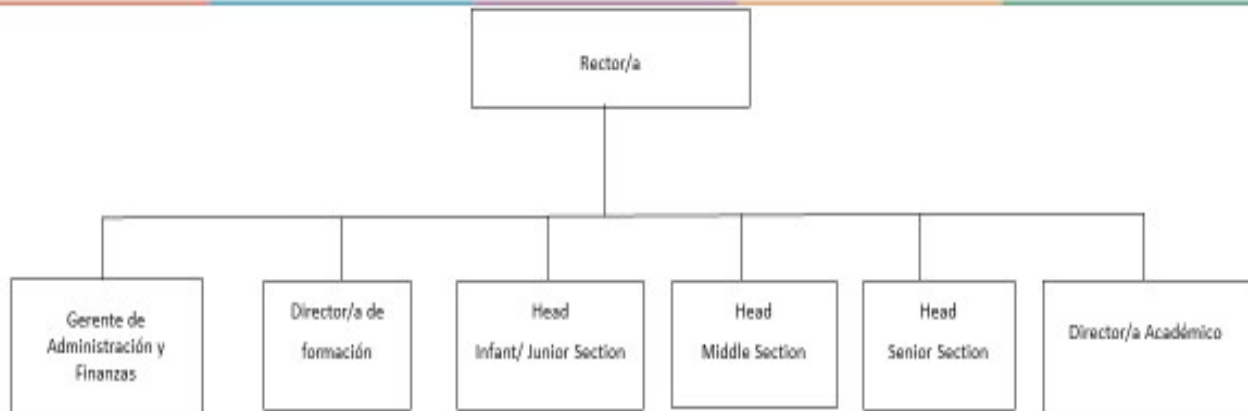 Rector/a
Gerente de
Administración y
Finanzas
Director/a de
formación
Head
Infant/ Junior Section
Head
Middle Section
Head
Senior Section
Director/a Académico